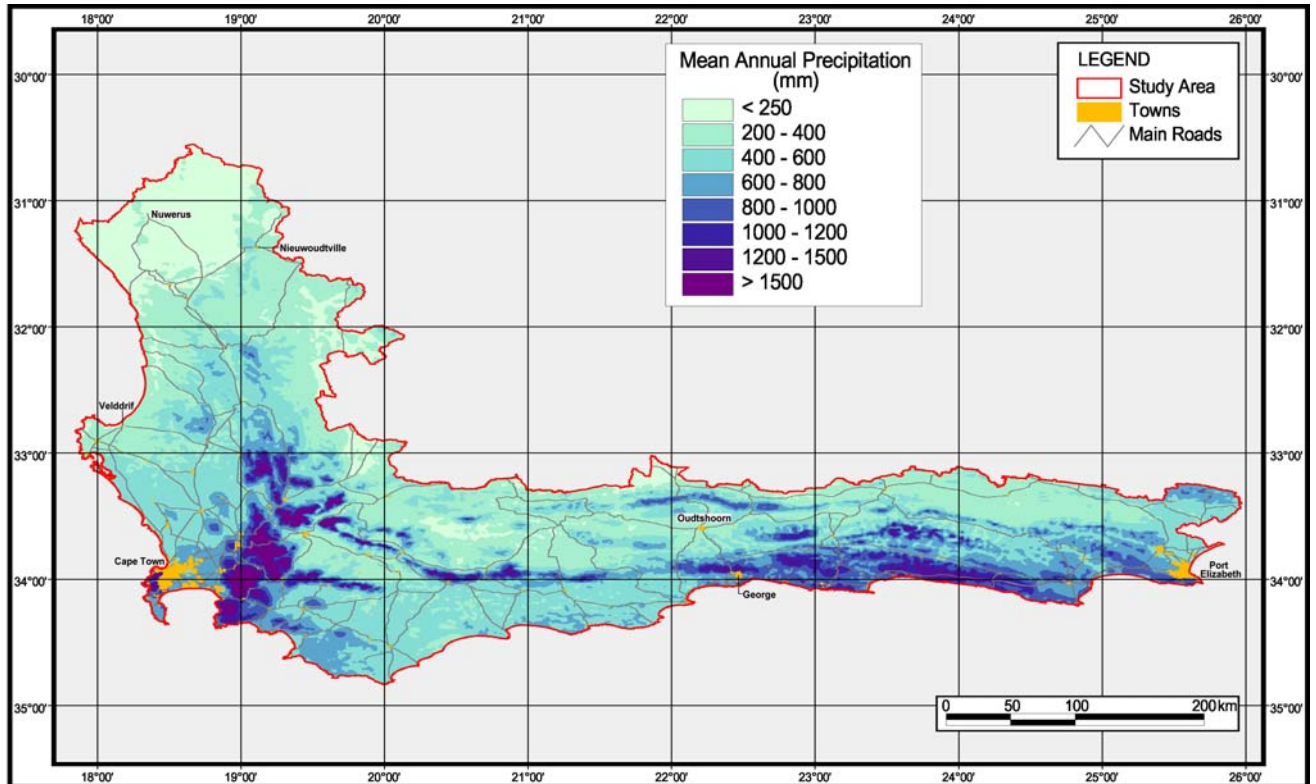 18°00' 19°00' 20°00' 21°00' 22°00' 23°00' 24°00' 25°00' 26°00'
Mean Annual Precipitation
(mm)
< 250
200 - 400
400 - 600
600 - 800
800 - 1000
1000 - 1200
1200 - 1500
> 1500
LEGEND
Study Area
Towns
Main Roads
30°00' 30°00'
31°00' 31°00'
Nuwerus
Nieuwoudtville
32°00' 32°00'
Velddrif
33°00' 33°00'
Oudtshoorn
Cape Town
Port
Elizabeth
34°00' 34°00'
George
35°00' 35°00'
0 50 100 200 km
18°00' 19°00' 20°00' 21°00' 22°00' 23°00' 24°00' 25°00' 26°00'